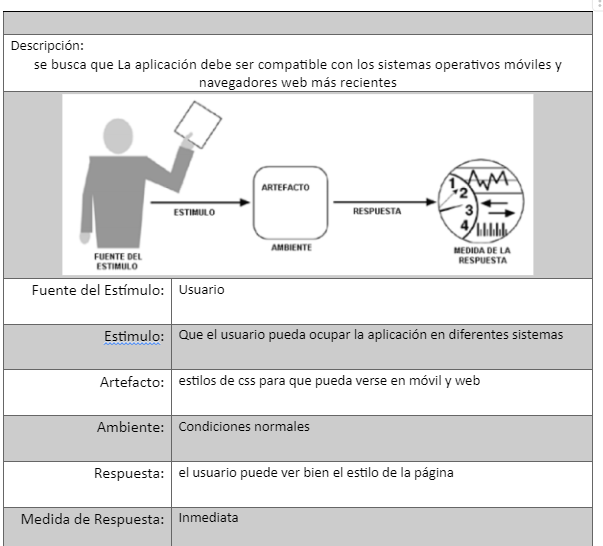 Descripción:
se busca que La aplicación debe ser compatible con los sistemas operativos móviles y
navegadores web más recientes
ARTEFACTO
ESTIMULO
RESPUESTA
AMBIENTE
FUENTE DEL
ESTIMULO
1
2
3
4
MEDIDA DE LA
RESPUESTA
Fuente del Estímulo: Usuario
Estimulo: Que el usuario pueda ocupar la aplicación en diferentes sistemas
Artefacto: estilos de css para que pueda verse en móvil y web
Ambiente: Condiciones normales
Respuesta: el usuario puede ver bien el estilo de la página
Medida de Respuesta: Inmediata